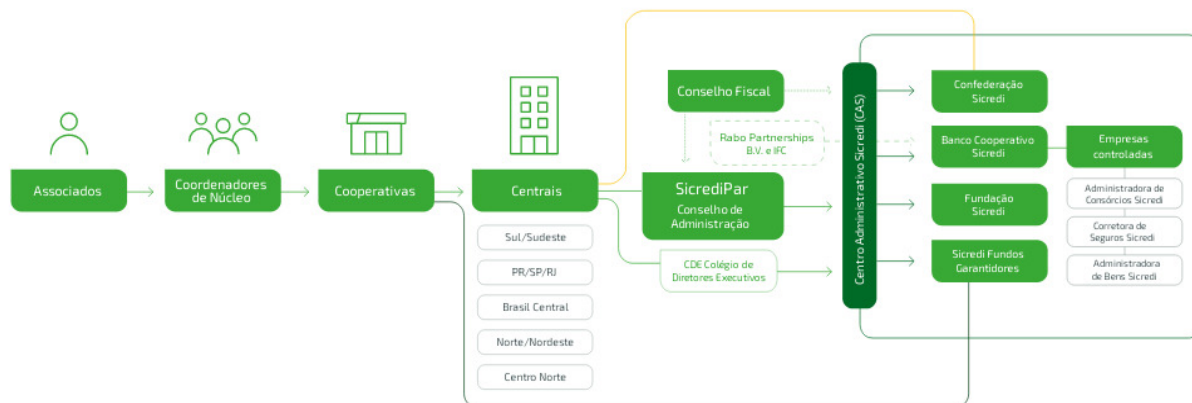 Associados
Coordenadores
de Núcleo
Cooperativas
Centrais
Sul/Sudeste
PR/SP/RJ
Brasil Central
Norte/Nordeste
Centro Norte
Conselho Fiscal
Rabo Partnerships
B.V. e IFC
SicrediPar
Conselho de
Administração
CDE Colégio de
Diretores Executivos
Centro Administrativo Sicredi (CAS)
Confederação
Sicredi
Banco Cooperativo
Sicredi
Fundação
Sicredi
Sicredi Fundos
Garantidores
Empresas
controladas
Administradora de
Consórcios Sicredi
Corretora de
Seguros Sicredi
Administradora
de Bens Sicredi